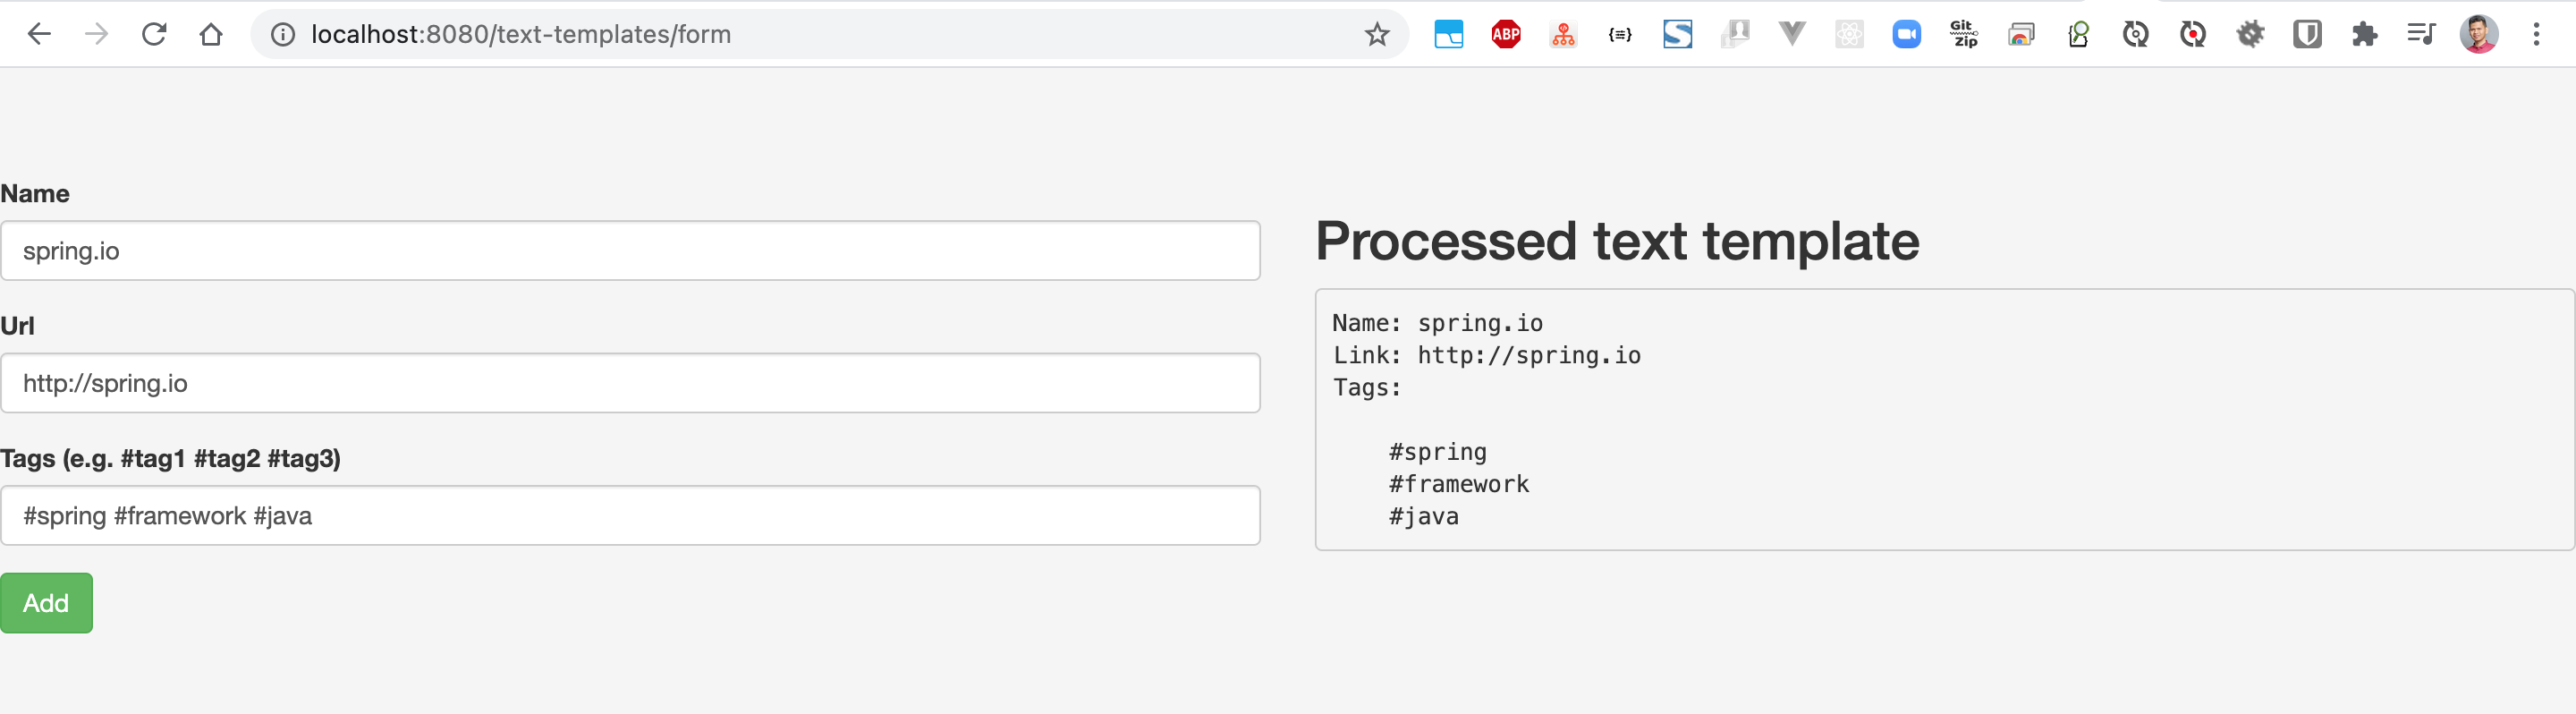 localhost:8080/text-templates/form
ABP
{≡}
Git
Zip
Name
spring.io
Url
http://spring.io
Tags (e.g. #tag1 #tag2 #tag3)
#spring #framework #java
Add
Processed text template
Name: spring.io
Link: http://spring.io
Tags:
#spring
#framework
#java